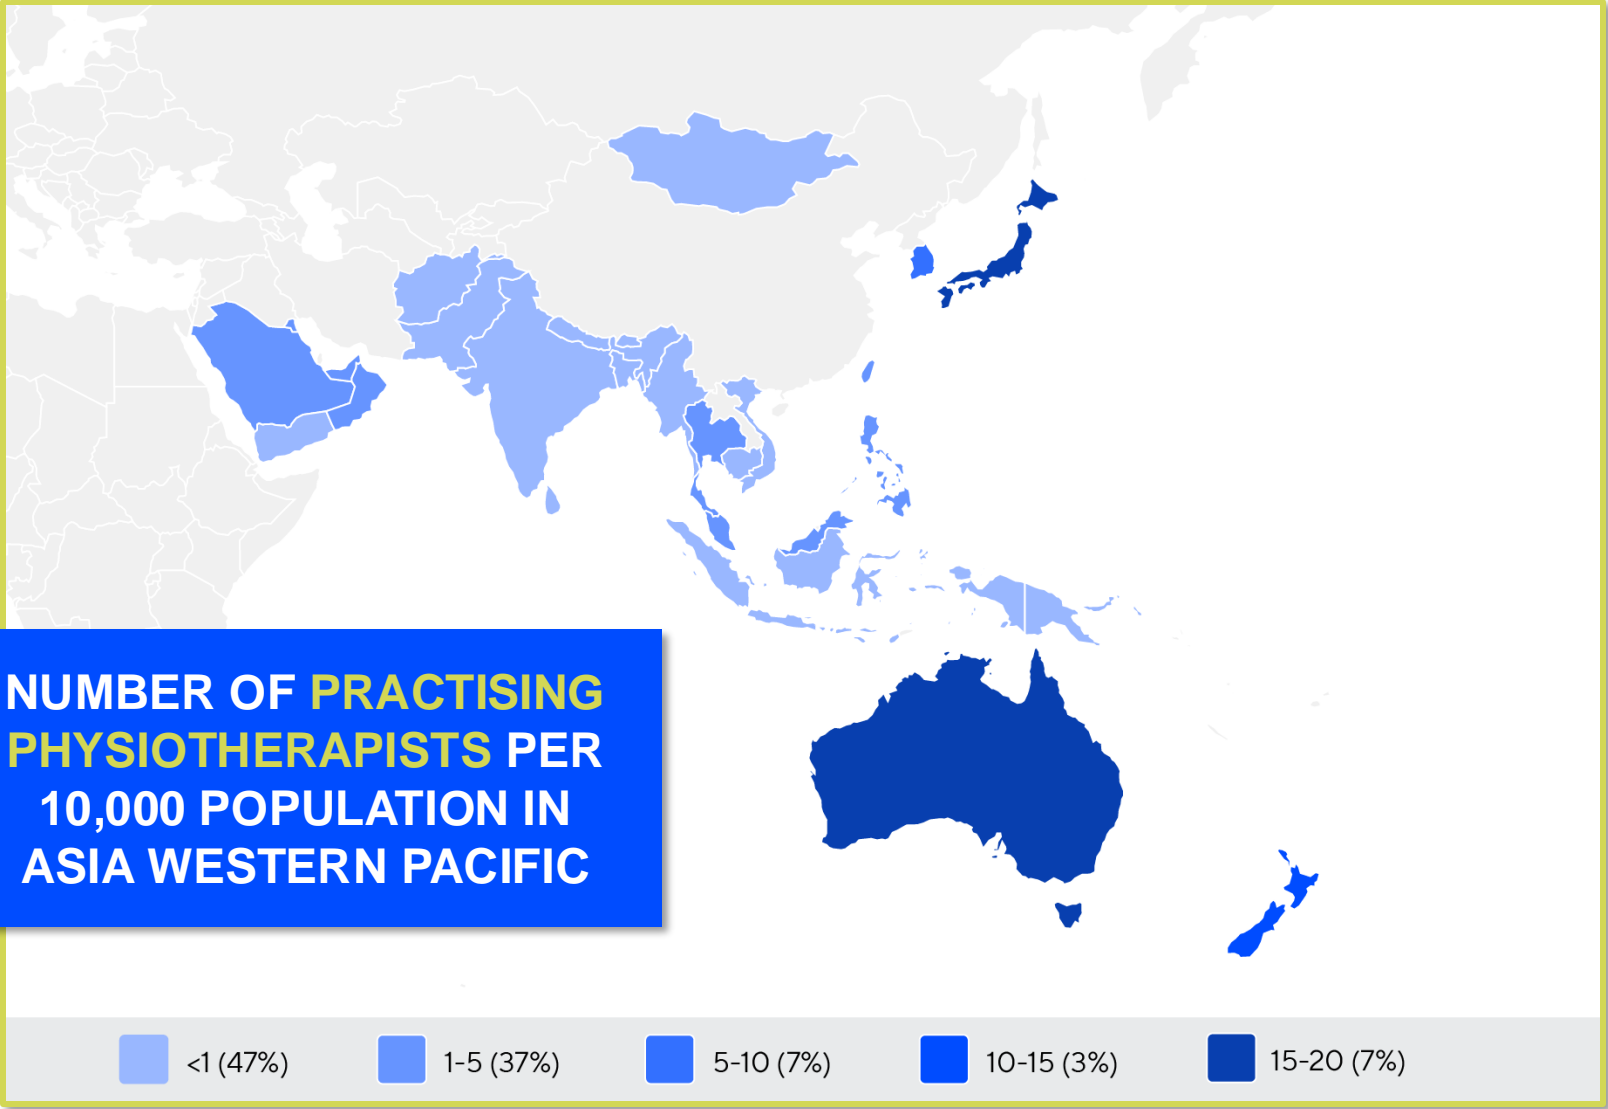 NUMBER OF PRACTISING
PHYSIOTHERAPISTS PER
10,000 POPULATION IN
ASIA WESTERN PACIFIC
<1 (47%)
1-5 (37%)
5-10 (7%)
10-15 (3%)
15-20 (7%)